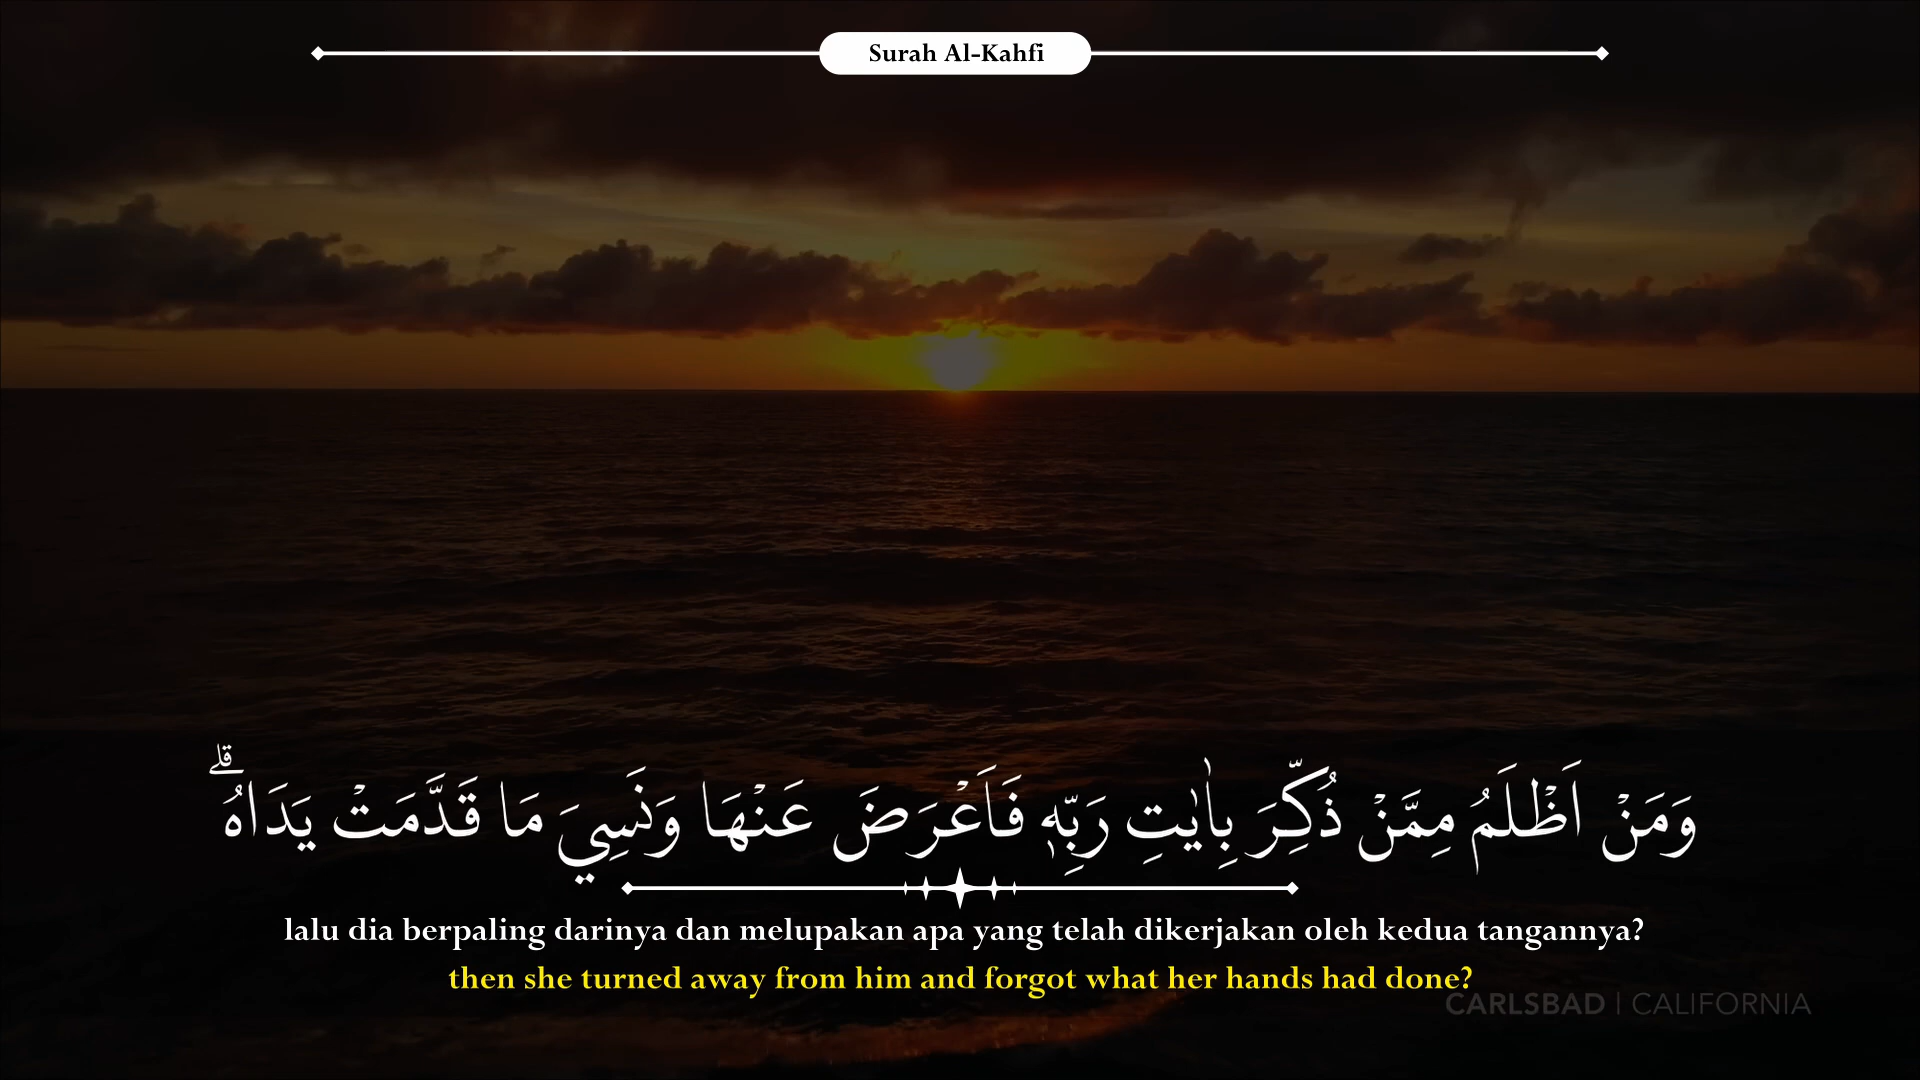 Surah Al-Kahfi
وَمَنْ اَظْلَمُ مِمَّنْ ذُكِّرَ بِاٰيٰتِ رَبِّهٖ فَاَعْرَضَ عَنْهَا وَنَسِيَ مَا قَدَّمَتْ يَدَاهُۗ
lalu dia berpaling darinya dan melupakan apa yang telah dikerjakan oleh kedua tangannya?
then she turned away from him and forgot what her hands had done?
CARLSBAD | CALIFORNIA